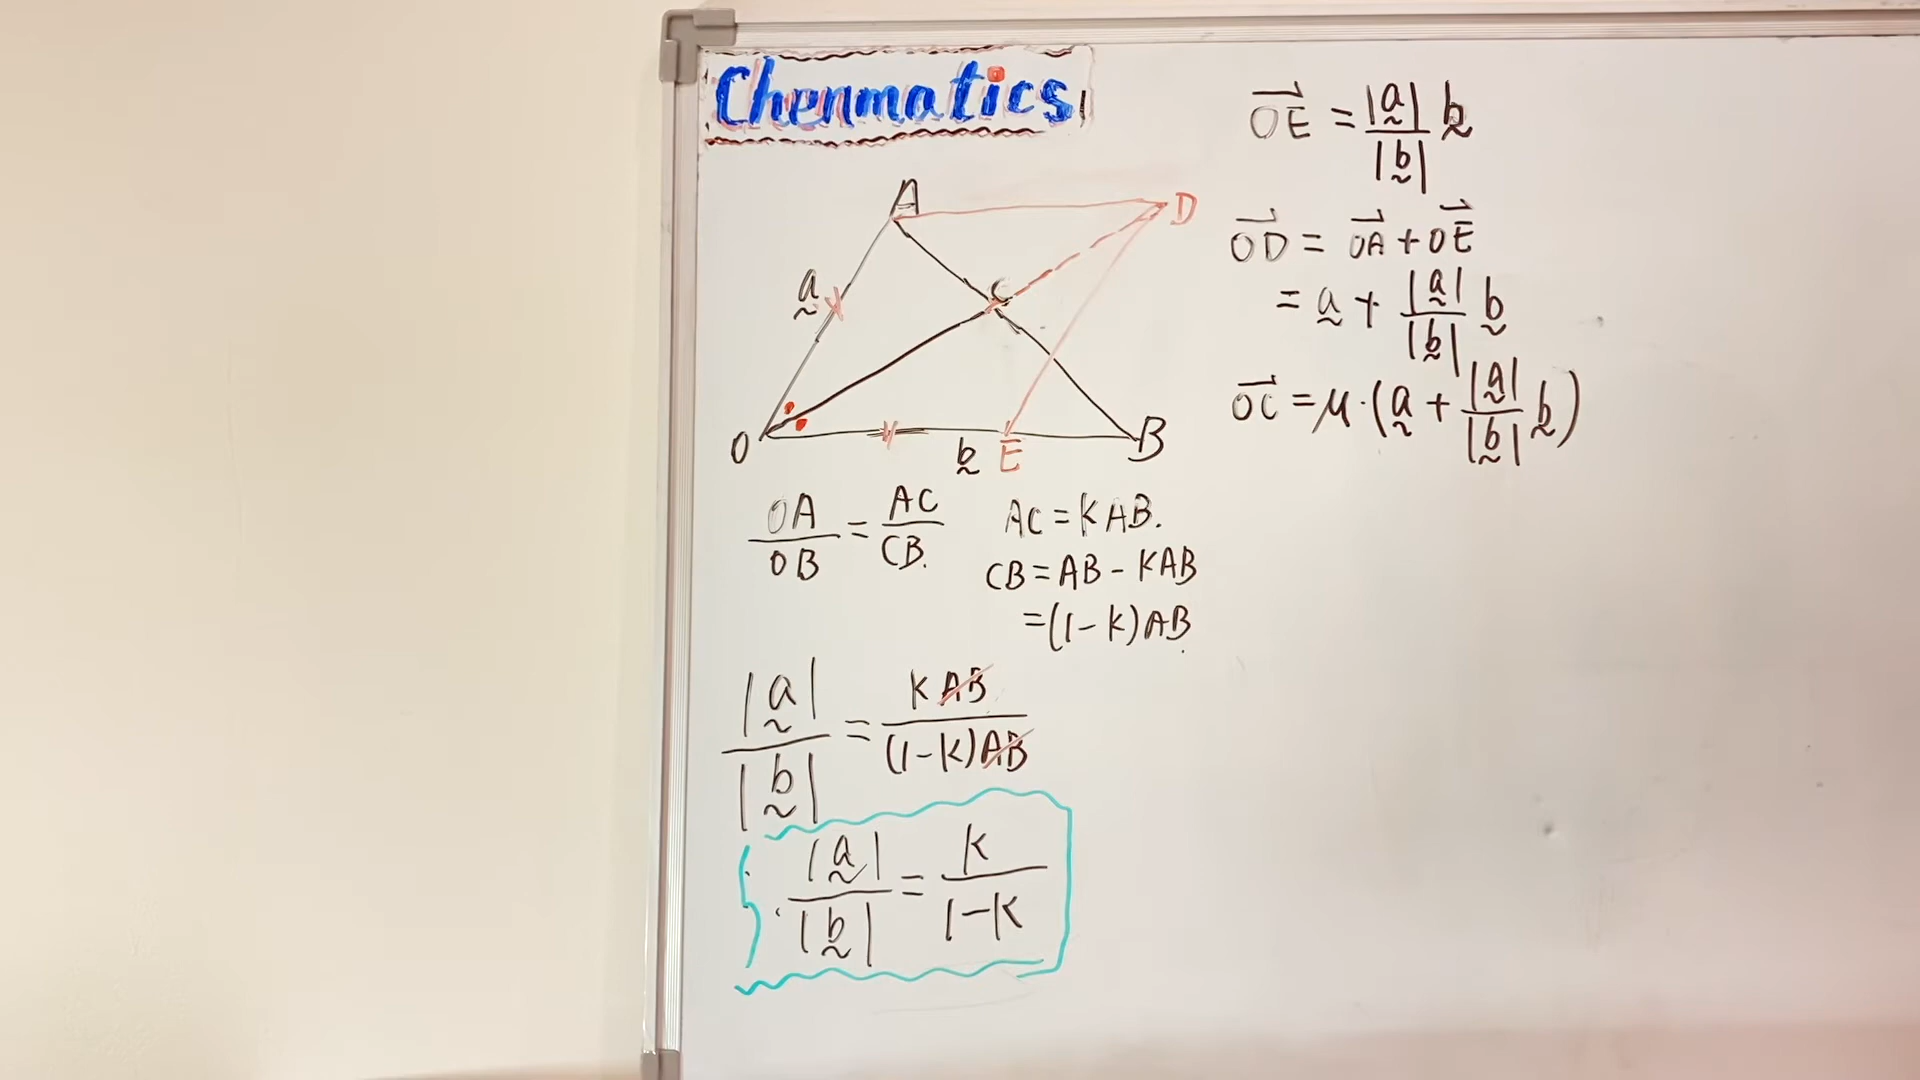 Chenmatics
A
D
a
C
O
b
E
B
OA/OB = AC/CB.
AC = KAB.
CB = AB - KAB
= (1-K)AB
|a|/|b| = KAB/(1-K)AB
|a|/|b| = K/1-K
OE = |a|/|b| b
OD = OA + OE
= a + |a|/|b| b
OC = μ·(a + |a|/|b| b)